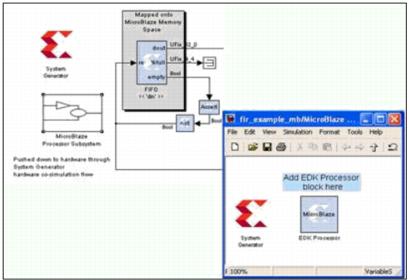 Mapped onto
MicroBlaze Memory
Space
dout
UFix_32_0
%full
UFix_4_4
empty
Bool
FIFO
<< 'din' >>
System
Generator
MicroBlaze
Processor Subsystem
Assert
not
Bool
Bool
Pushed down to hardware through
System Generator
hardware co-simulation flow
fir_example_mb/MicroBlaze ...
File Edit View Simulation Format Tools Help
Add EDK Processor
block here
MicroBlaze
System
Generator
EDK Processor
100%
VariableS